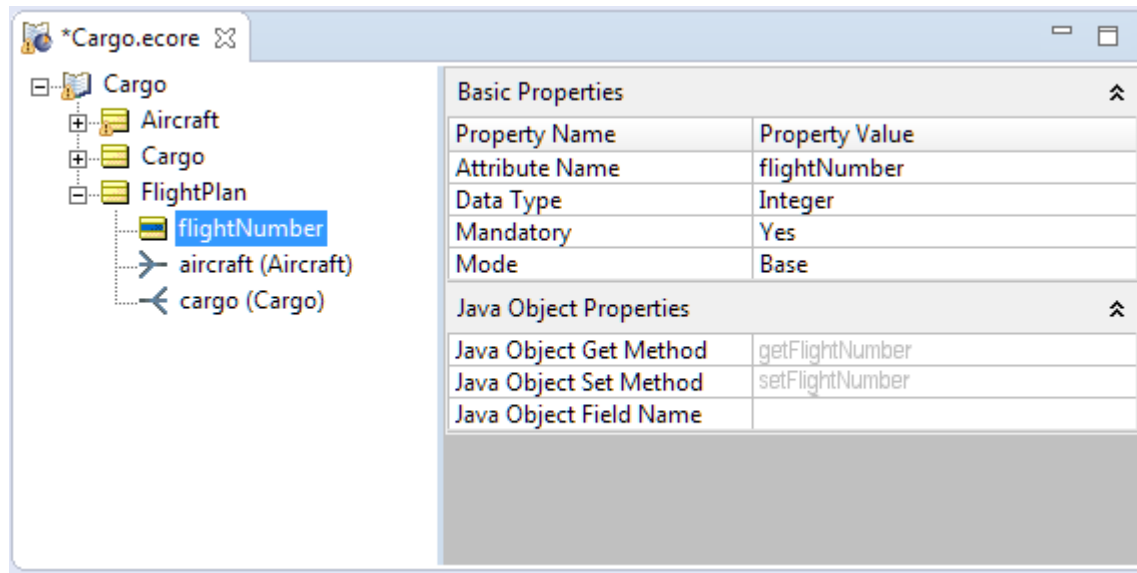 *Cargo.ecore
Cargo
Aircraft
Cargo
FlightPlan
flightNumber
aircraft (Aircraft)
cargo (Cargo)
Basic Properties
Property Name Property Value
Attribute Name flightNumber
Data Type Integer
Mandatory Yes
Mode Base
Java Object Properties
Java Object Get Method getFlightNumber
Java Object Set Method setFlightNumber
Java Object Field Name